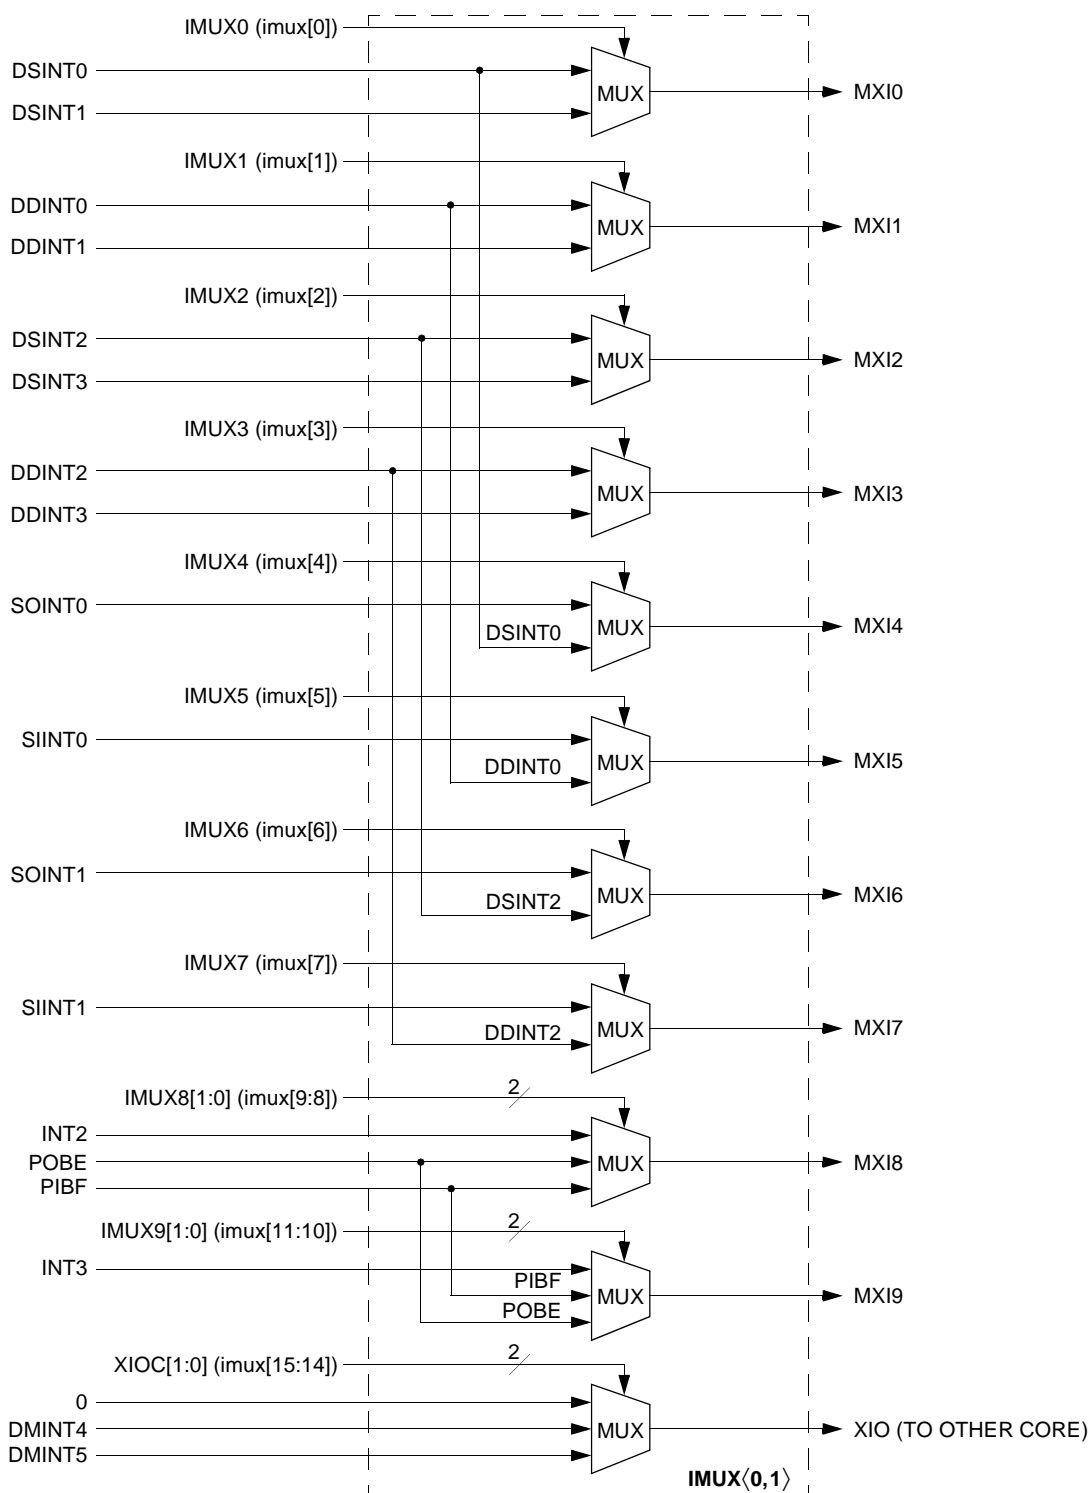 IMUX0 (imux[0])
DSINT0
DSINT1
MUX
MXI0
IMUX1 (imux[1])
DDINT0
DDINT1
MUX
MXI1
IMUX2 (imux[2])
DSINT2
DSINT3
MUX
MXI2
IMUX3 (imux[3])
DDINT2
DDINT3
MUX
MXI3
IMUX4 (imux[4])
SOINT0
DSINT0
MUX
MXI4
IMUX5 (imux[5])
SIINT0
DDINT0
MUX
MXI5
IMUX6 (imux[6])
SOINT1
DSINT2
MUX
MXI6
IMUX7 (imux[7])
SIINT1
DDINT2
MUX
MXI7
IMUX8[1:0] (imux[9:8])
2
INT2
POBE
PIBF
MUX
MXI8
IMUX9[1:0] (imux[11:10])
2
INT3
PIBF
POBE
MUX
MXI9
XIOC[1:0] (imux[15:14])
2
0
DMINT4
DMINT5
MUX
XIO (TO OTHER CORE)
IMUX⟨0,1⟩